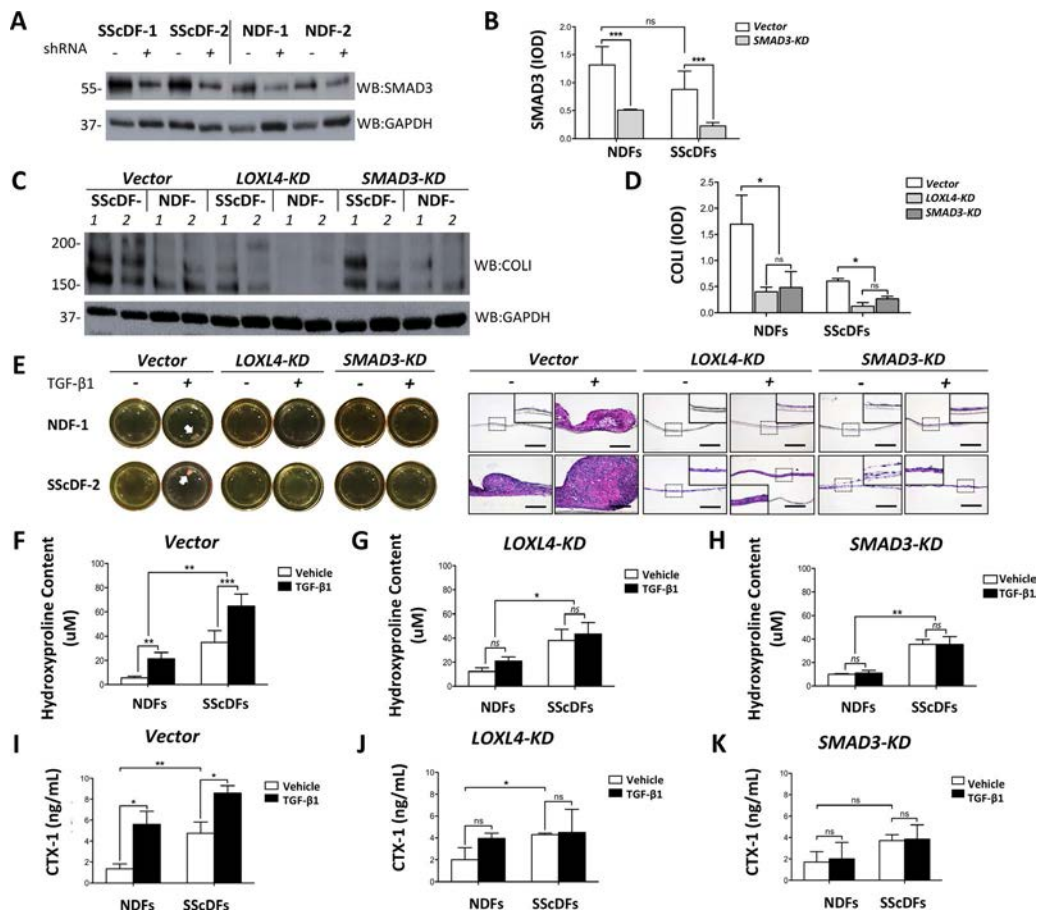 A
SScDF-1 SScDF-2 NDF-1 NDF-2
shRNA - + - + - + - +
55- WB:SMAD3
37- WB:GAPDH
B
Vector
SMAD3-KD
SMAD3 (IOD)
2.0
1.5
1.0
0.5
0.0
ns
***
***
NDFs SScDFs
C
Vector LOXL4-KD SMAD3-KD
SScDF- NDF- SScDF- NDF- SScDF- NDF-
1 2 1 2 1 2 1 2 1 2 1 2
200-
WB:COLI
150-
37- WB:GAPDH
D
Vector
LOXL4-KD
SMAD3-KD
COLI (IOD)
2.5
2.0
1.5
1.0
0.5
0.0
*
ns
*
ns
NDFs SScDFs
E
Vector LOXL4-KD SMAD3-KD
TGF-β1 - + - + - +
NDF-1
SScDF-2
Vector LOXL4-KD SMAD3-KD
- + - + - +
F
Vector
Hydroxyproline Content
(uM)
100
80
60
40
20
0
**
**
***
Vehicle
TGF-β1
NDFs SScDFs
G
LOXL4-KD
Hydroxyproline Content
(uM)
100
80
60
40
20
0
*
ns
ns
Vehicle
TGF-β1
NDFs SScDFs
H
SMAD3-KD
Hydroxyproline Content
(uM)
100
80
60
40
20
0
**
ns
ns
Vehicle
TGF-β1
NDFs SScDFs
I
Vector
CTX-1 (ng/mL)
10
8
6
4
2
0
**
*
*
Vehicle
TGF-β1
NDFs SScDFs
J
LOXL4-KD
CTX-1 (ng/mL)
10
8
6
4
2
0
*
ns
ns
Vehicle
TGF-β1
NDFs SScDFs
K
SMAD3-KD
CTX-1 (ng/mL)
10
8
6
4
2
0
ns
ns
ns
Vehicle
TGF-β1
NDFs SScDFs